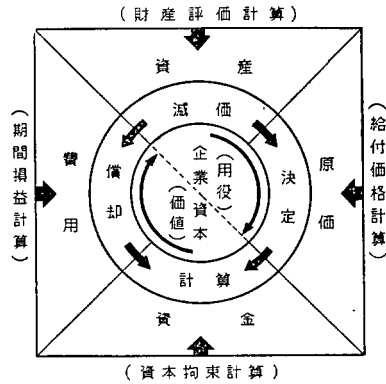 (財産評価計算)
資産
減価
(期間損益計算)
費用
償却
企業資本
(用役)
(価値)
決定
原価
(給付価格計算)
計算
資金
(資本拘束計算)